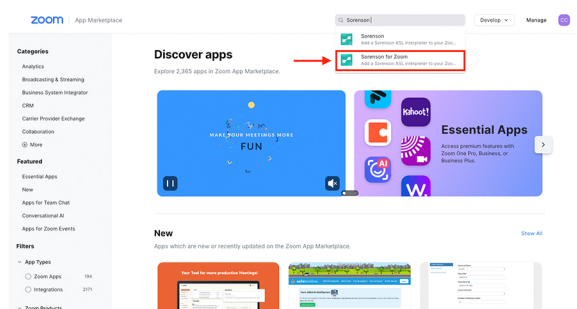 zoom App Marketplace
Sorenson
Develop
Manage
CC
Sorenson
Add a Sorenson ASL interpreter to your Zoo...
Sorenson for Zoom
Add a Sorenson ASL interpreter to your Zoo...
Categories
Analytics
Broadcasting & Streaming
Business System Integrator
CRM
Carrier Provider Exchange
Collaboration
More
Featured
Essential Apps
New
Apps for Team Chat
Conversational AI
Apps for Zoom Events
Filters
App Types
Zoom Apps 194
Integrations 2171
Zoom Products
Discover apps
Explore 2,365 apps in Zoom App Marketplace.
MAKE YOUR MEETINGS MORE
FUN
Kahoot!
AI
W
Essential Apps
Access premium features with
Zoom One Pro, Business, or
Business Plus.
New
Show All
Apps which are new or recently updated on the Zoom App Marketplace.
Your Tool for more productive Meetings!